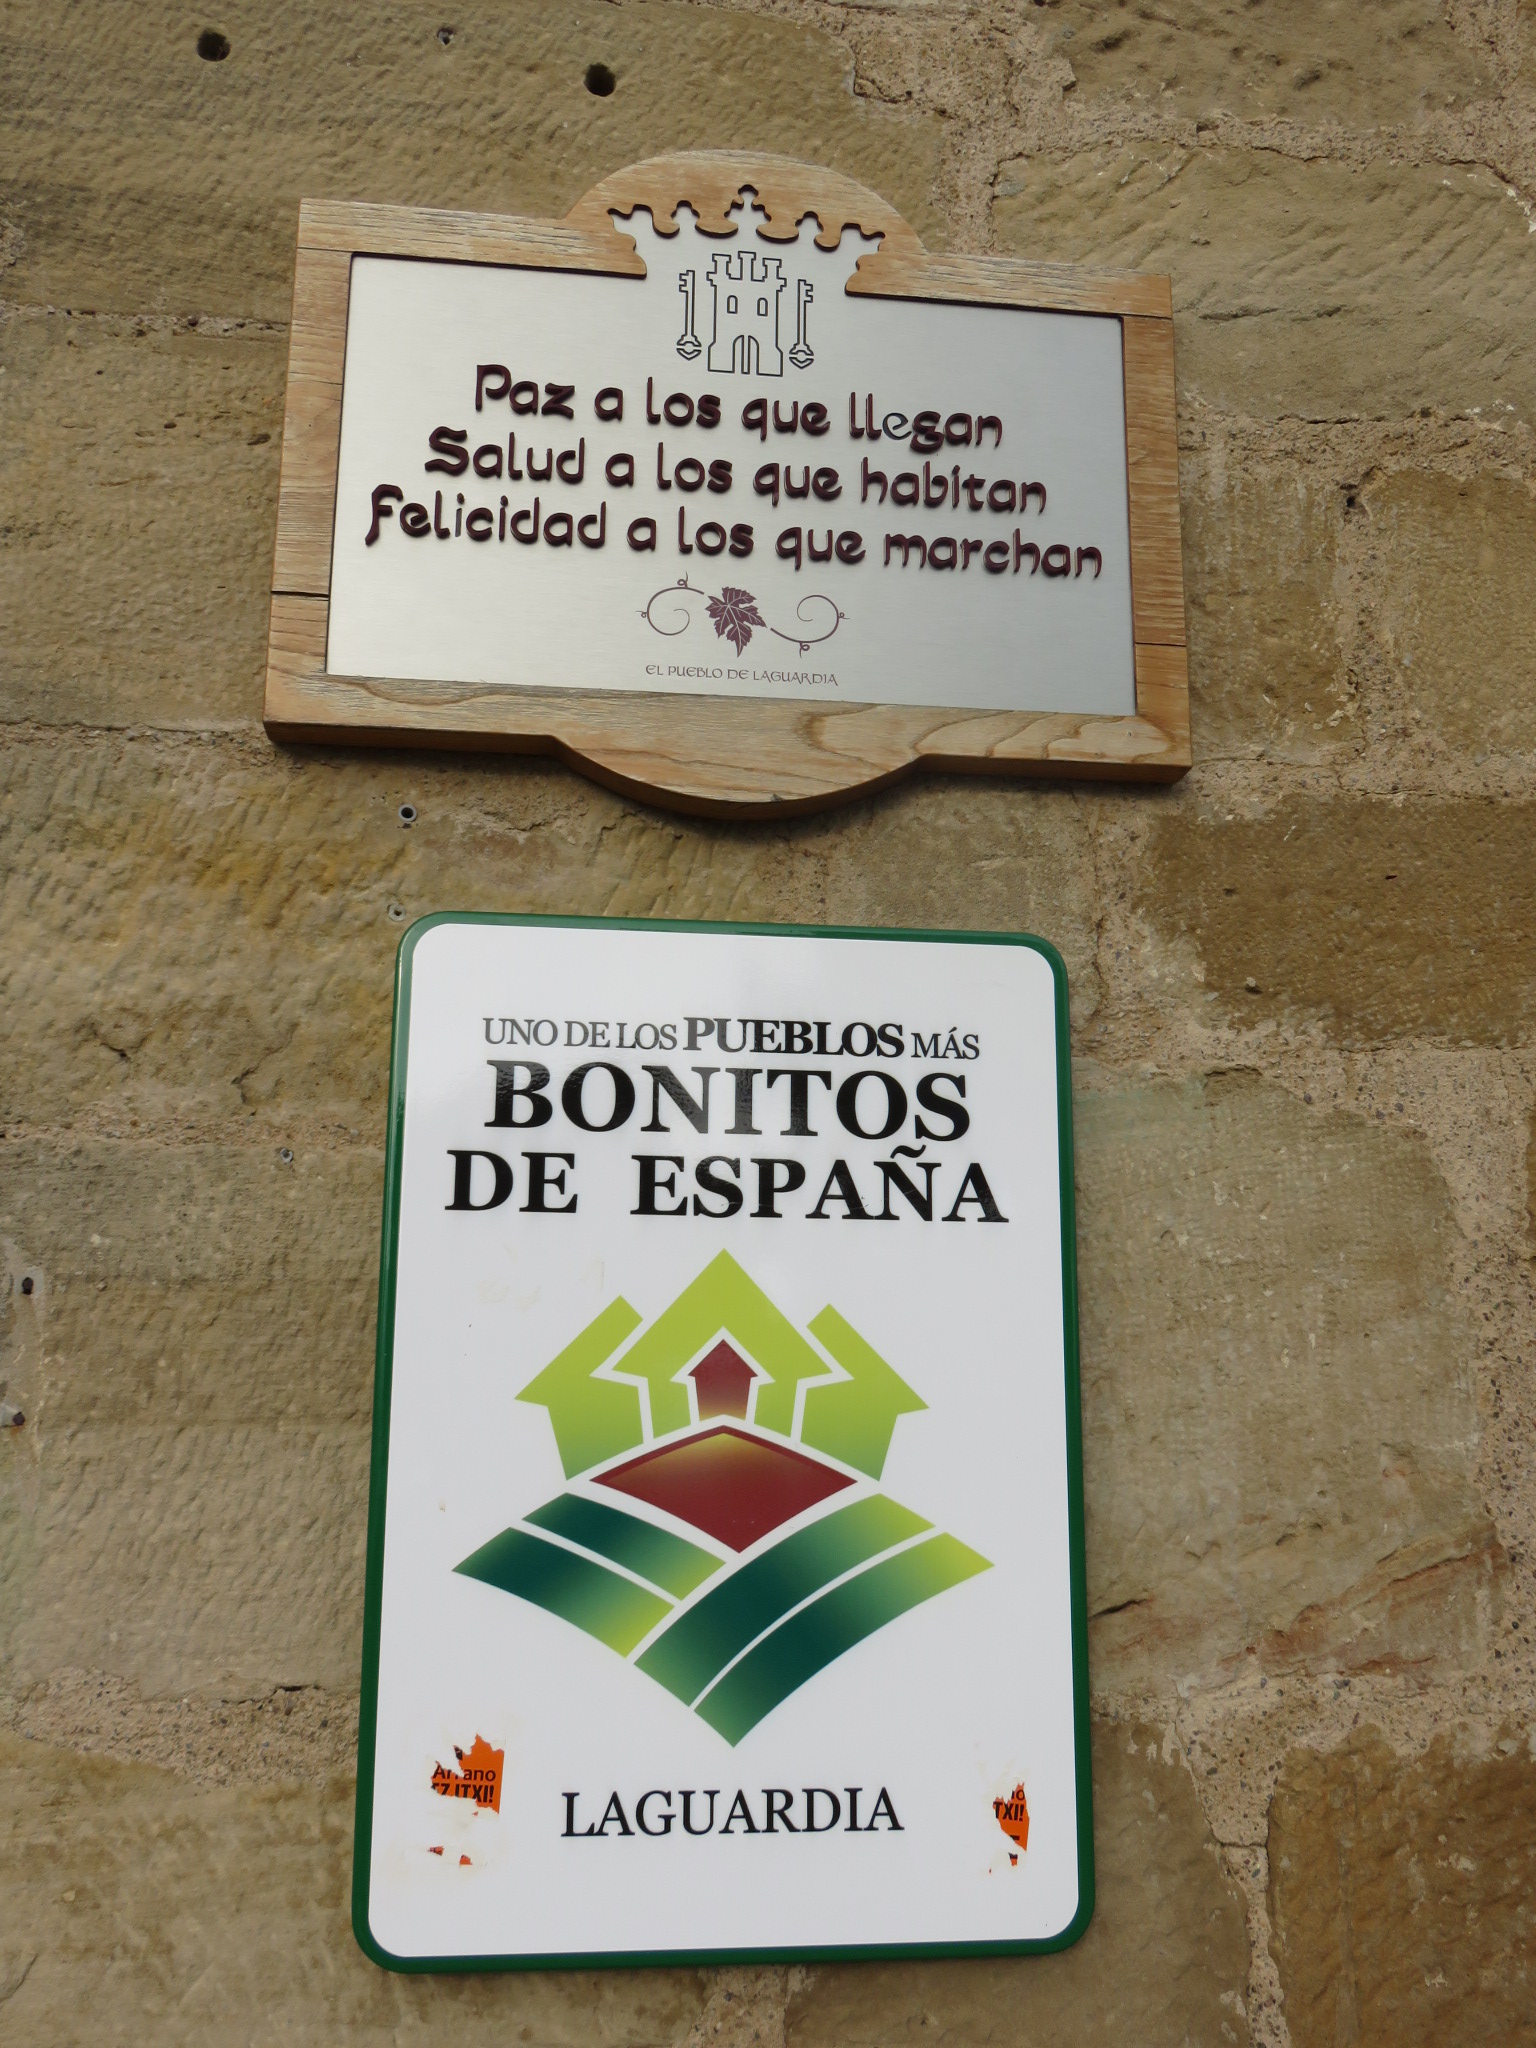 Paz a los que llegan
Salud a los que habitan
Felicidad a los que marchan
EL PUEBLO DE LAGUARDIA
UNO DE LOS PUEBLOS MÁS
BONITOS
DE ESPAÑA
LAGUARDIA